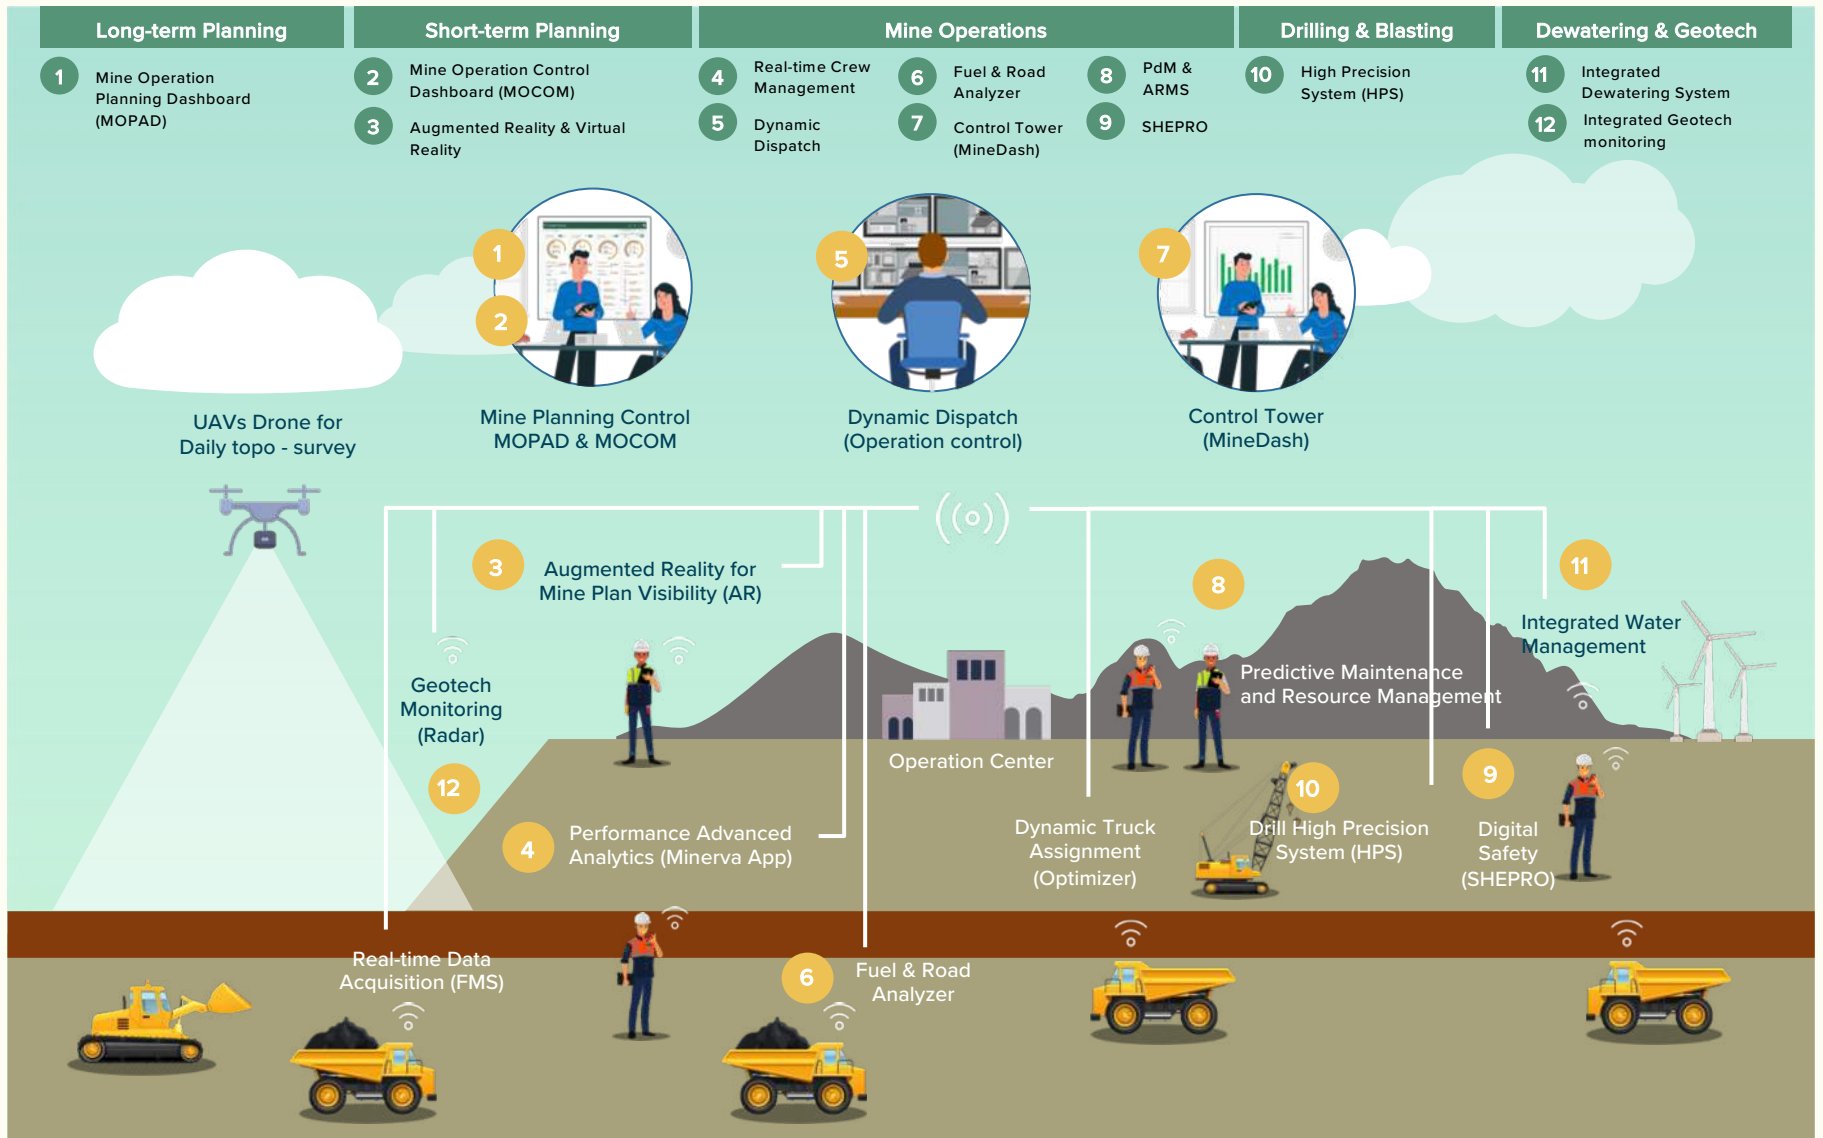 Long-term Planning
Short-term Planning
Mine Operations
Drilling & Blasting
Dewatering & Geotech
1
Mine Operation
Planning Dashboard
(MOPAD)
2
Mine Operation Control
Dashboard (MOCOM)
3
Augmented Reality & Virtual
Reality
4
Real-time Crew
Management
5
Dynamic
Dispatch
6
Fuel & Road
Analyzer
7
Control Tower
(MineDash)
8
PdM &
ARMS
9
SHEPRO
10
High Precision
System (HPS)
11
Integrated
Dewatering System
12
Integrated Geotech
monitoring
1
2
5
7
UAVs Drone for
Daily topo - survey
Mine Planning Control
MOPAD & MOCOM
Dynamic Dispatch
(Operation control)
Control Tower
(MineDash)
3
Augmented Reality for
Mine Plan Visibility (AR)
8
11
Integrated Water
Management
Geotech
Monitoring
(Radar)
12
Predictive Maintenance
and Resource Management
Operation Center
4
Performance Advanced
Analytics (Minerva App)
Dynamic Truck
Assignment
(Optimizer)
10
Drill High Precision
System (HPS)
9
Digital
Safety
(SHEPRO)
Real-time Data
Acquisition (FMS)
6
Fuel & Road
Analyzer